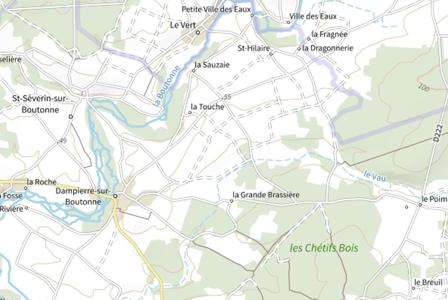 Petite Ville des Eaux
Ville des Eaux
Le Vert
la Fragnée
St-Hilaire
la Dragonnerie
la Sauzaie
la Boutonne
St-Séverin-sur-
Boutonne
55
la Touche
100
D222
49
le Vau
la Roche
Dampierre-sur-
Boutonne
la Grande Brassière
le Poim
Fosse
Rivière
les Chétifs Bois
le Breuil